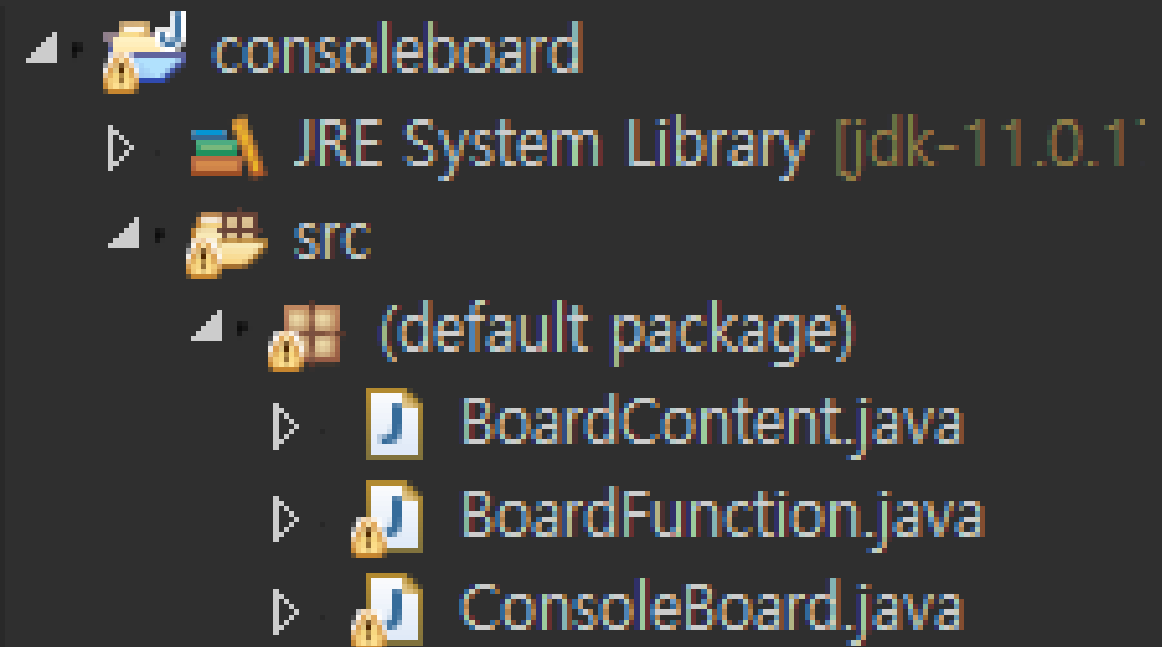 consoleboard
JRE System Library [jdk-11.0.1
src
(default package)
BoardContent.java
BoardFunction.java
ConsoleBoard.java